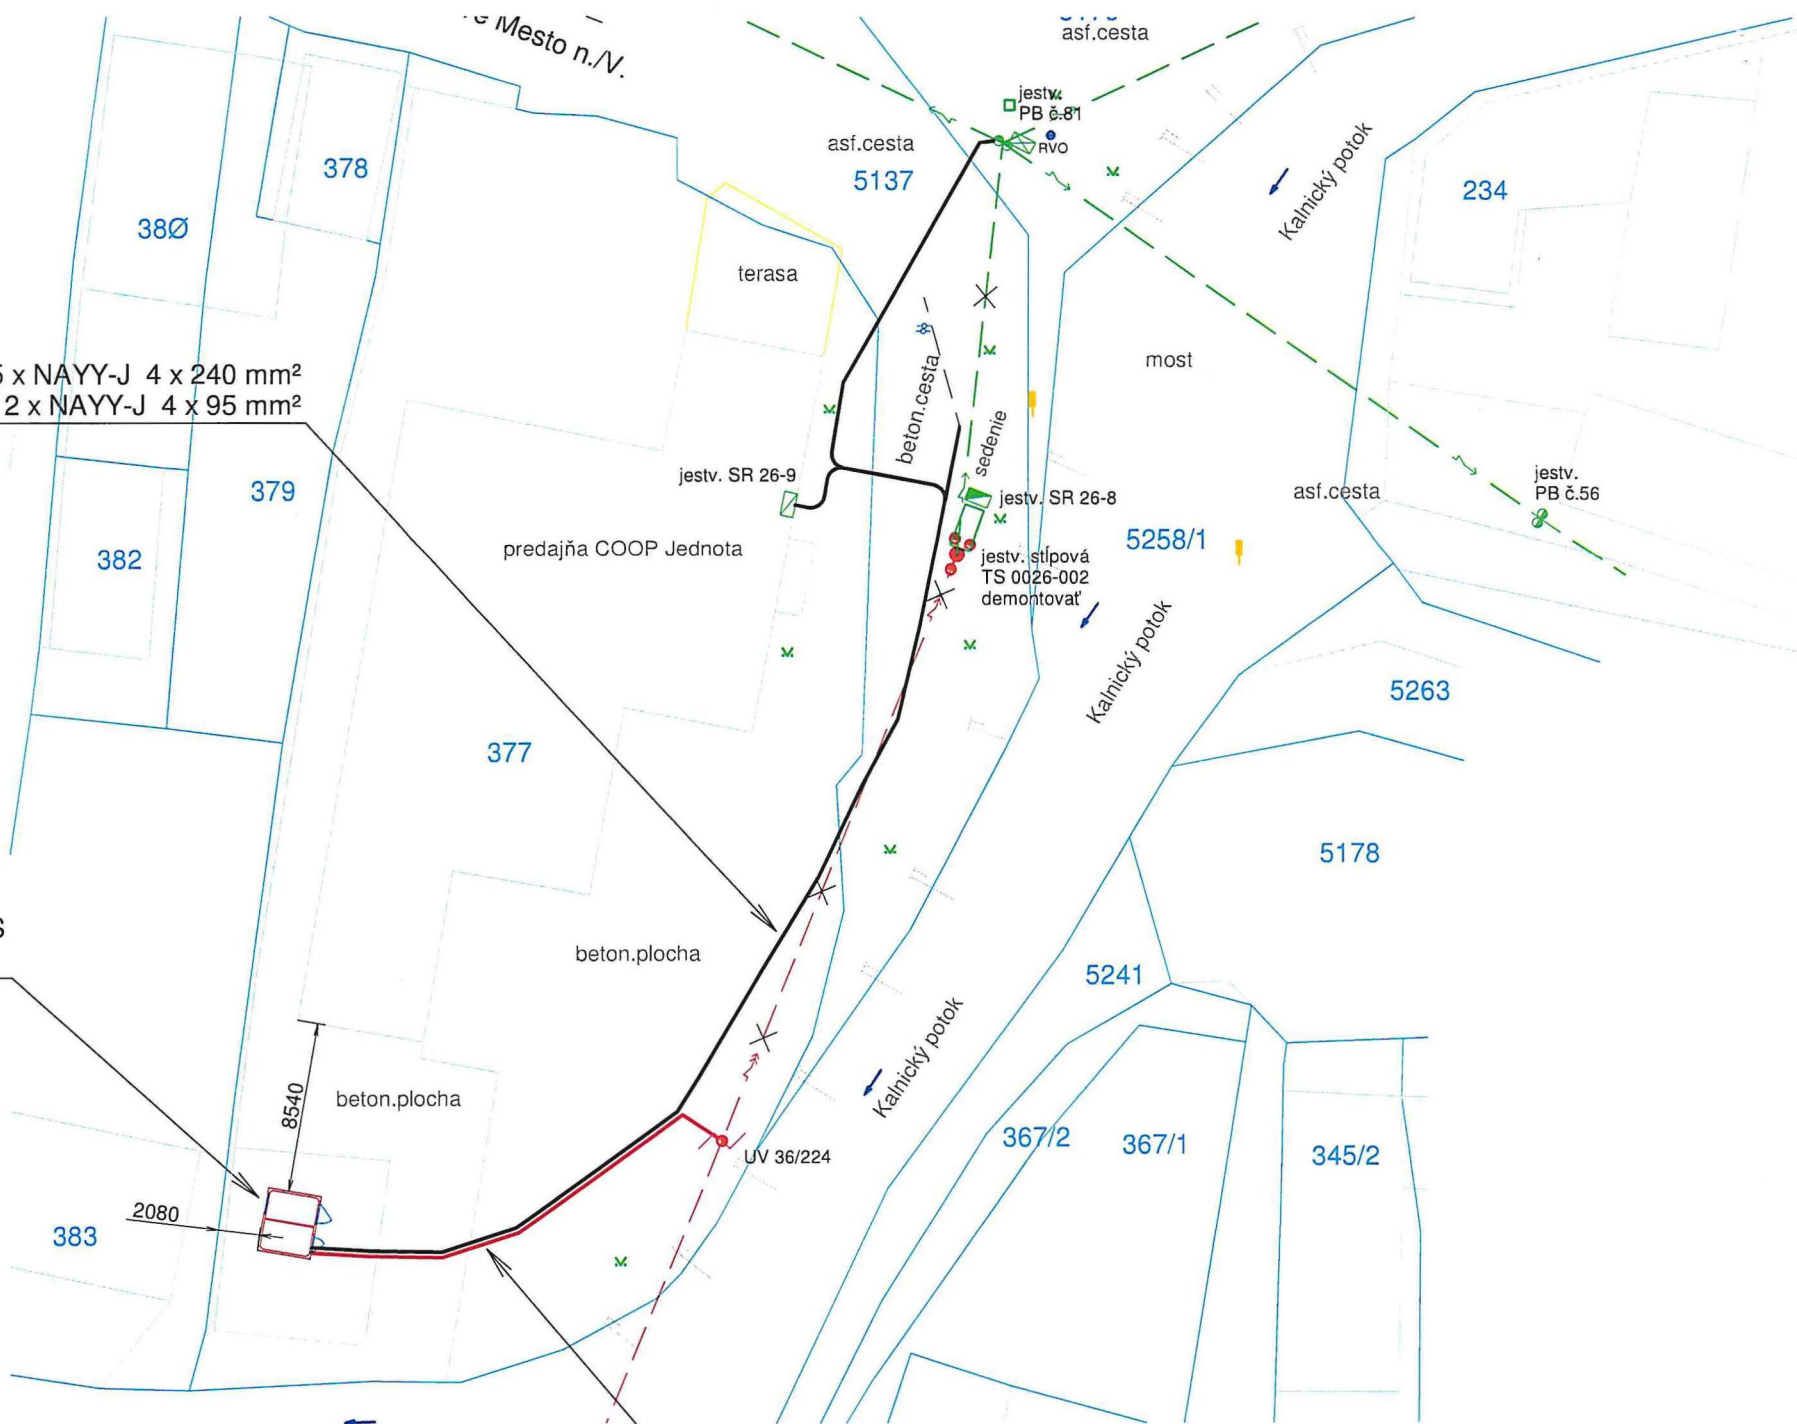 Mesto n./V.
asf.cesta
jestv.
PB č.81
RVO
asf.cesta
5137
378
38Ø
234
Kalnický potok
terasa
most
5 x NAYY-J 4 x 240 mm²
2 x NAYY-J 4 x 95 mm²
beton.cesta
sedenie
jestv. SR 26-9
jestv. SR 26-8
379
asf.cesta
jestv.
PB č.56
382
predajňa COOP Jednota
5258/1
jestv. stĺpová
TS 0026-002
demontovať
Kalnický potok
5263
377
5178
beton.plocha
5241
Kalnický potok
8540
beton.plocha
367/2
367/1
345/2
UV 36/224
2080
383